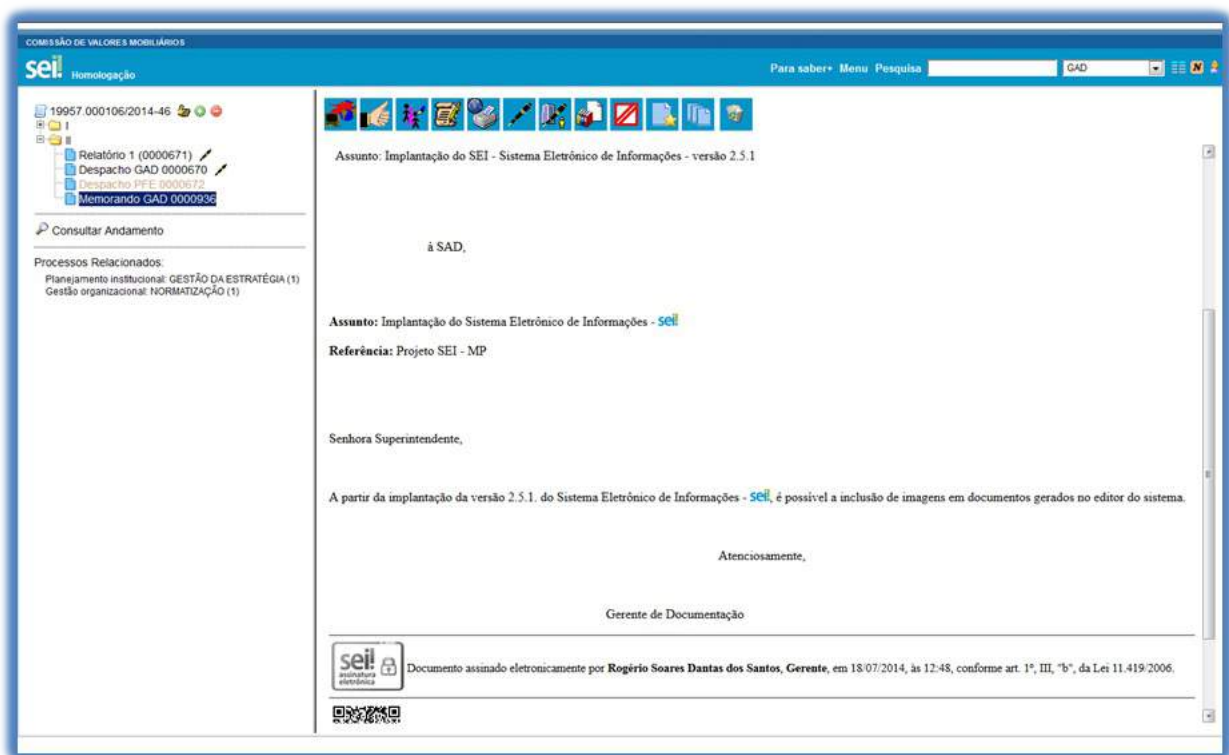 COMISSÃO DE VALORES MOBILIÁRIOS
sei! Homologação
Para saber+ Menu Pesquisa
GAD
19957.000106/2014-46
I
II
Relatório 1 (0000671)
Despacho GAD 0000670
Despacho PFE 0000672
Memorando GAD 0000936
Consultar Andamento
Processos Relacionados:
Planejamento institucional: GESTÃO DA ESTRATÉGIA (1)
Gestão organizacional: NORMATIZAÇÃO (1)
Assunto: Implantação do SEI - Sistema Eletrônico de Informações - versão 2.5.1
à SAD,
Assunto: Implantação do Sistema Eletrônico de Informações - sei!
Referência: Projeto SEI - MP
Senhora Superintendente,
A partir da implantação da versão 2.5.1. do Sistema Eletrônico de Informações - sei!, é possível a inclusão de imagens em documentos gerados no editor do sistema.
Atenciosamente,
Gerente de Documentação
sei!
assinatura
eletrônica
Documento assinado eletronicamente por Rogério Soares Dantas dos Santos, Gerente, em 18/07/2014, às 12:48, conforme art. 1º, III, "b", da Lei 11.419/2006.